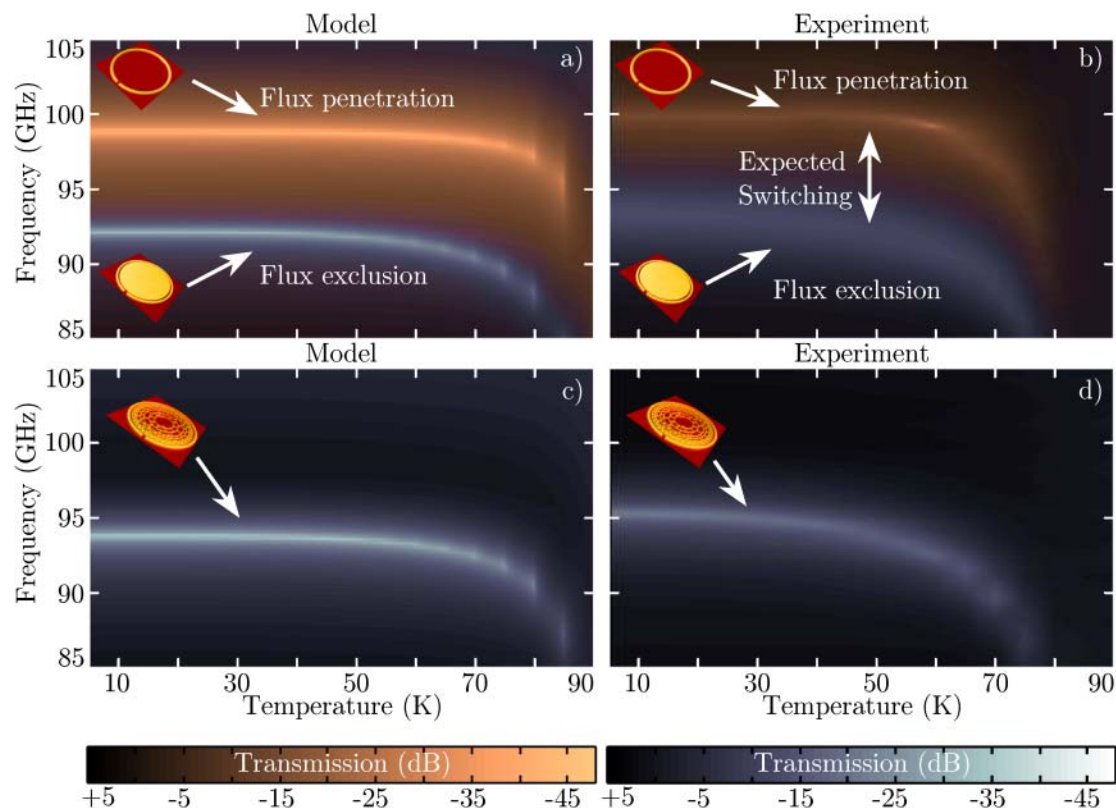 Model
Experiment
105
100
95
90
85
Frequency (GHz)
a)
Flux penetration
Flux exclusion
b)
Flux penetration
Expected
Switching
Flux exclusion
Model
Experiment
105
100
95
90
85
Frequency (GHz)
c)
d)
10 30 50 70 90
Temperature (K)
10 30 50 70 90
Temperature (K)
Transmission (dB)
+5 -5 -15 -25 -35 -45
Transmission (dB)
+5 -5 -15 -25 -35 -45